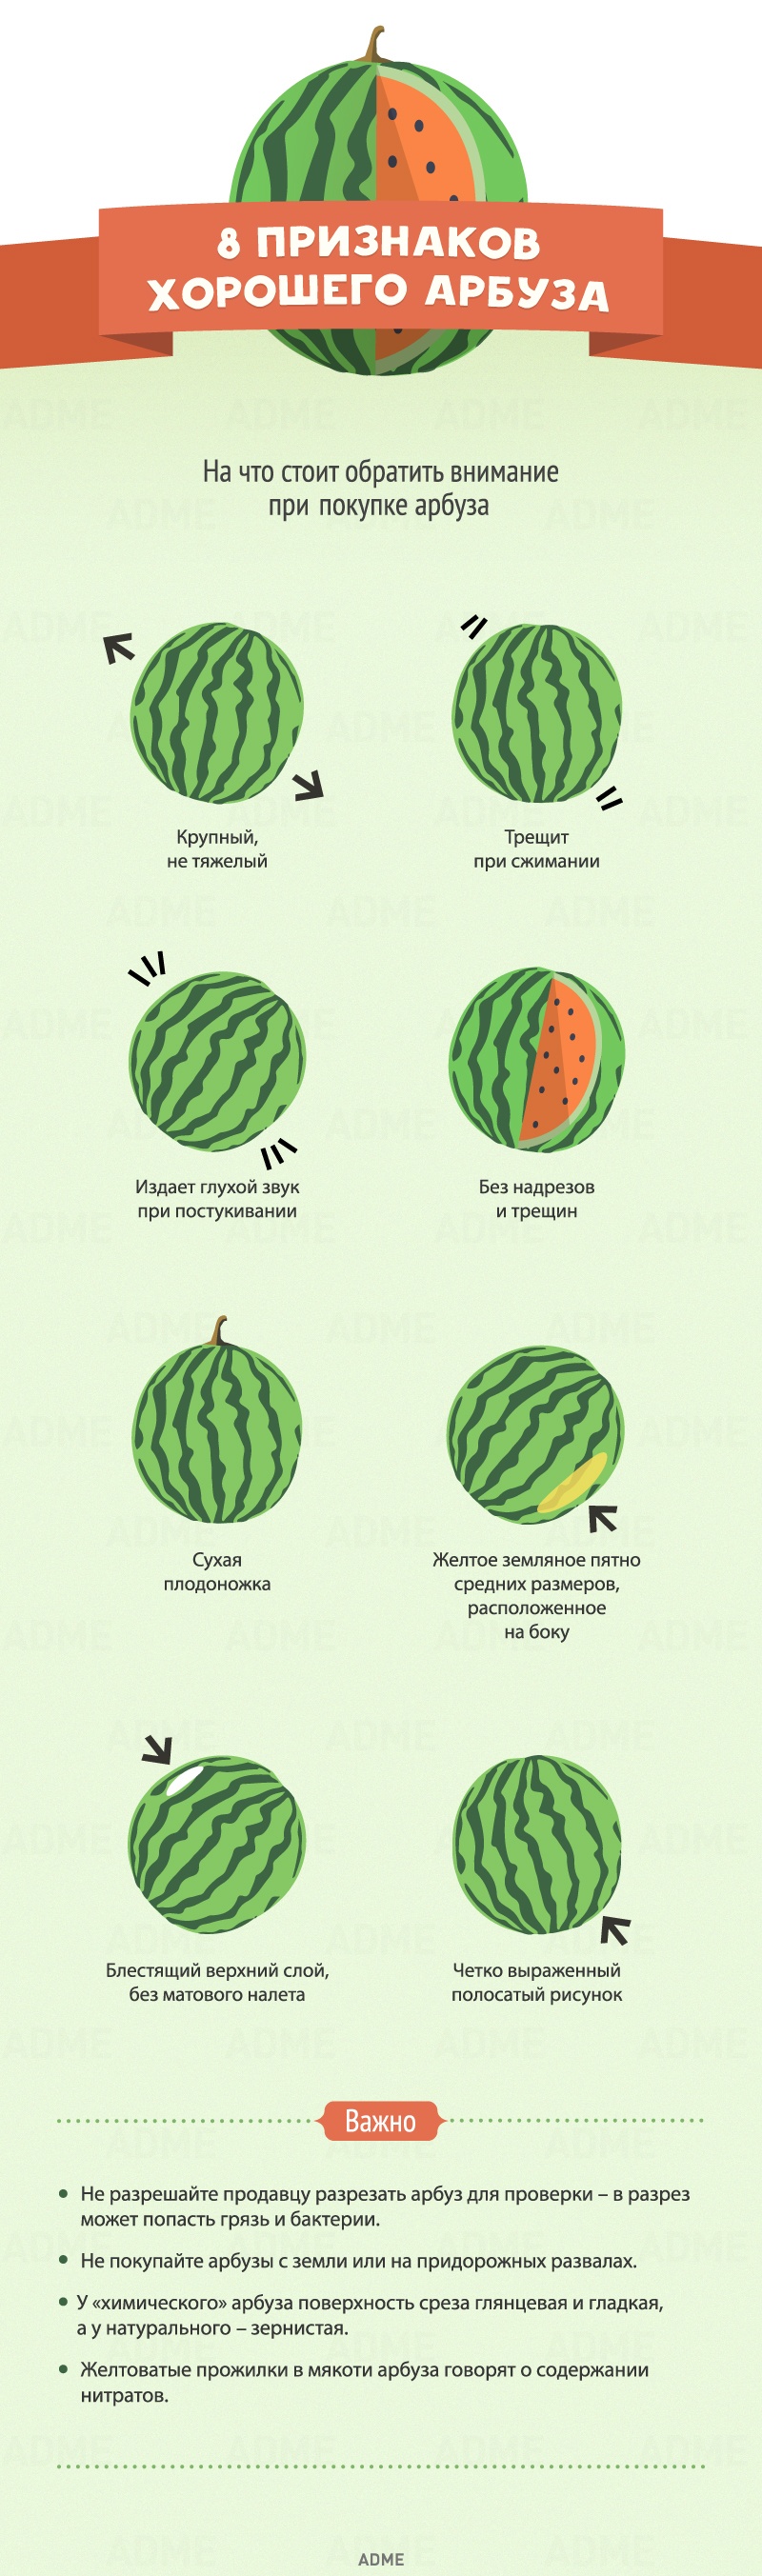 8 ПРИЗНАКОВ
ХОРОШЕГО АРБУЗА
На что стоит обратить внимание
при покупке арбуза
Крупный,
не тяжелый
Трещит
при сжимании
Издает глухой звук
при постукивании
Без надрезов
и трещин
Сухая
плодоножка
Желтое земляное пятно
средних размеров,
расположенное
на боку
Блестящий верхний слой,
без матового налета
Четко выраженный
полосатый рисунок
Важно
• Не разрешайте продавцу разрезать арбуз для проверки – в разрез
может попасть грязь и бактерии.
• Не покупайте арбузы с земли или на придорожных развалах.
• У «химического» арбуза поверхность среза глянцевая и гладкая,
а у натурального – зернистая.
• Желтоватые прожилки в мякоти арбуза говорят о содержании
нитратов.
ADME